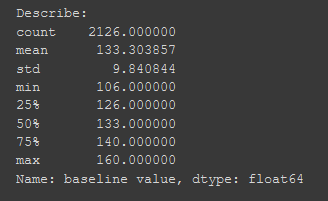 Describe:
count    2126.000000
mean      133.303857
std         9.840844
min       106.000000
25%       126.000000
50%       133.000000
75%       140.000000
max       160.000000
Name: baseline value, dtype: float64